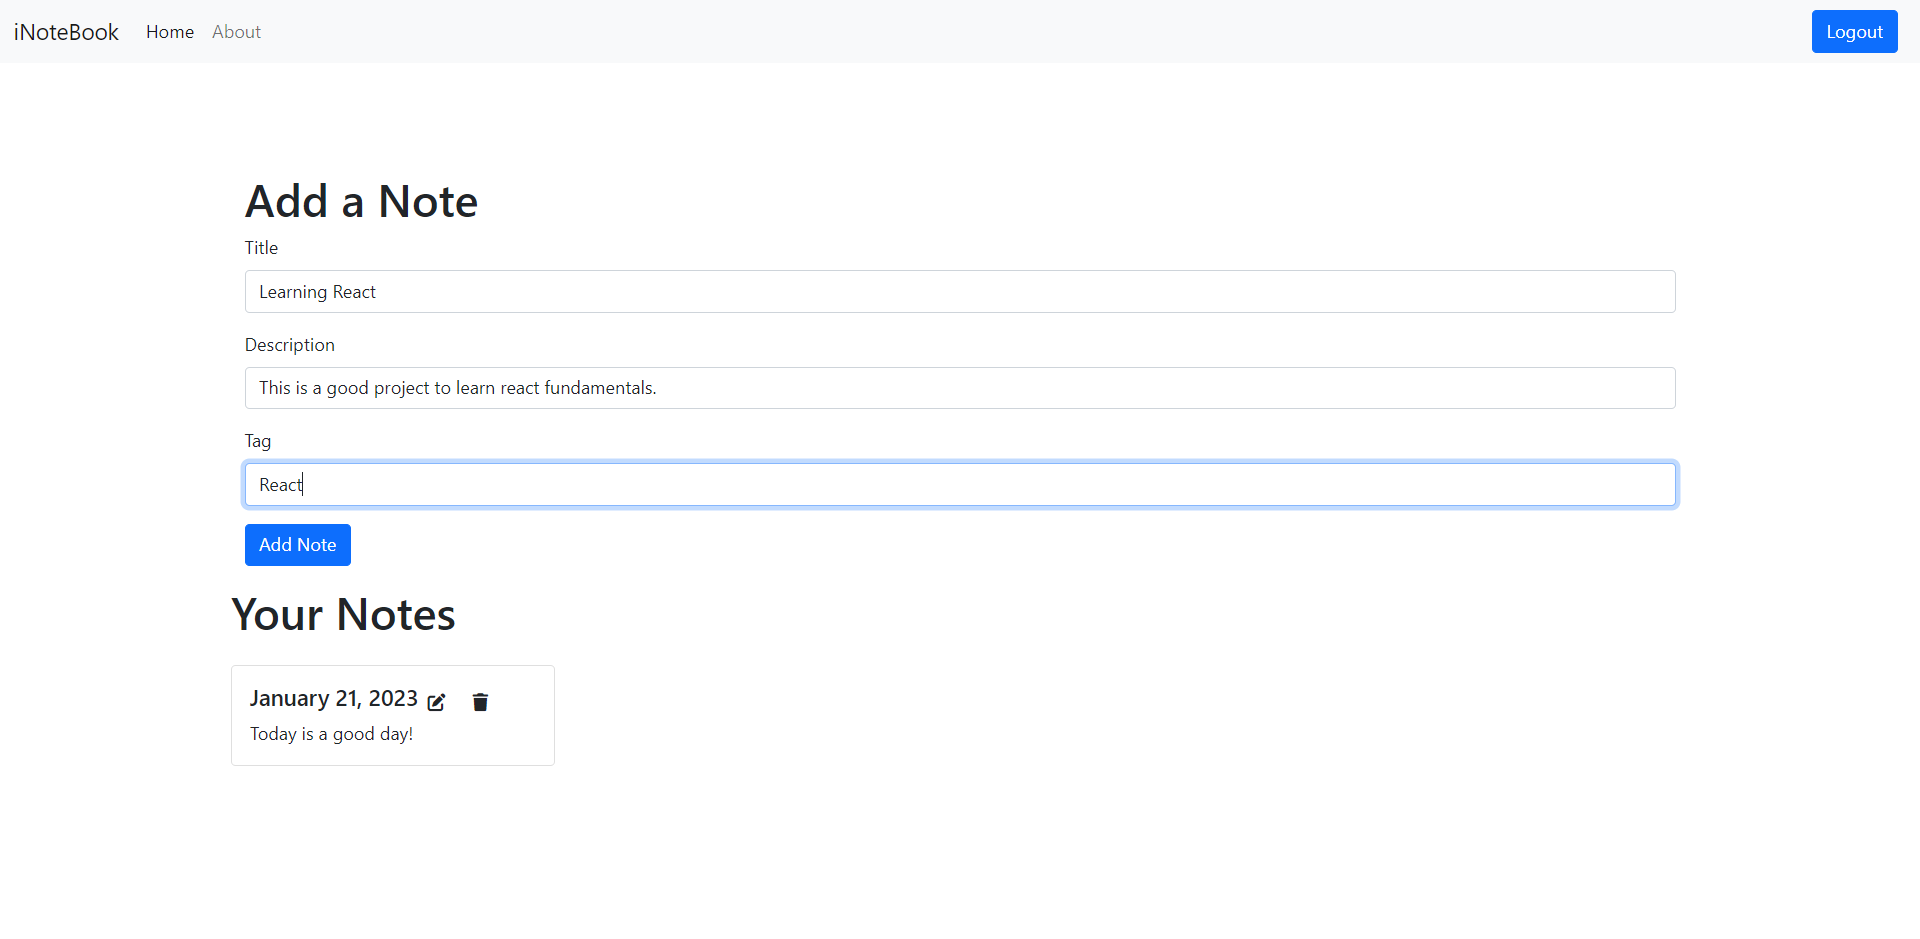 iNoteBook Home About Logout
Add a Note
Title
Learning React
Description
This is a good project to learn react fundamentals.
Tag
React
Add Note
Your Notes
January 21, 2023
Today is a good day!